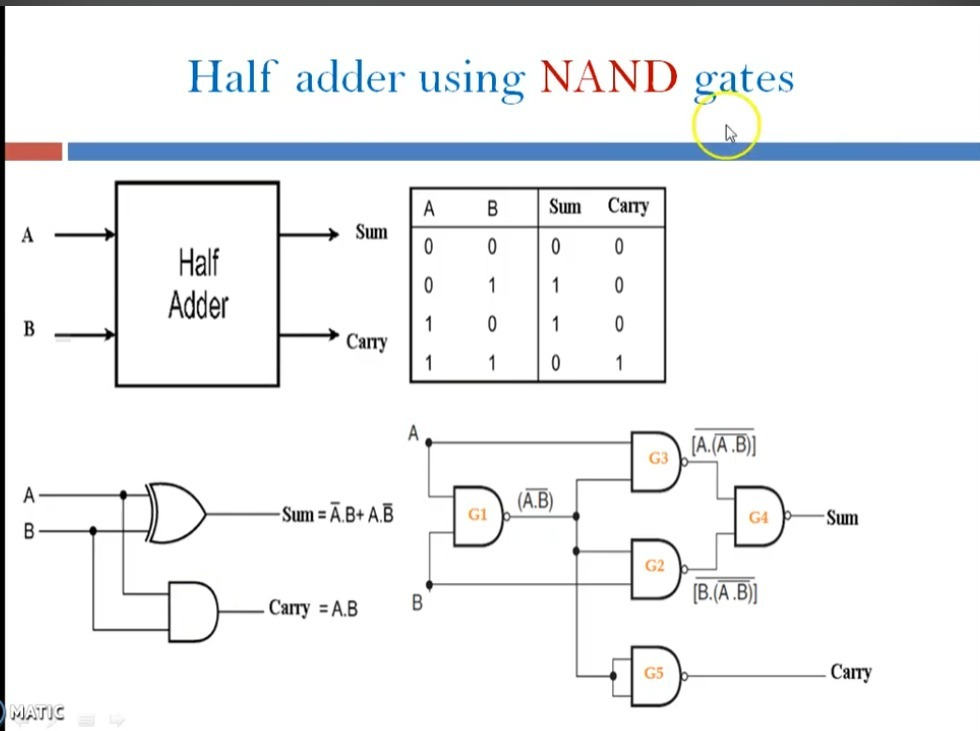 Half adder using NAND gates
A
B
Half
Adder
Sum
Carry
A B Sum Carry
0 0 0 0
0 1 1 0
1 0 1 0
1 1 0 1
A
B
Sum = A̅.B+ A.B̅
Carry = A.B
A
B
G1
(A̅.̅B̅)
G3
[̅A̅.̅(̅A̅ ̅.̅B̅)̅]̅
G2
[̅B̅.̅(̅A̅ ̅.̅B̅)̅]̅
G4
Sum
G5
Carry
MATIC